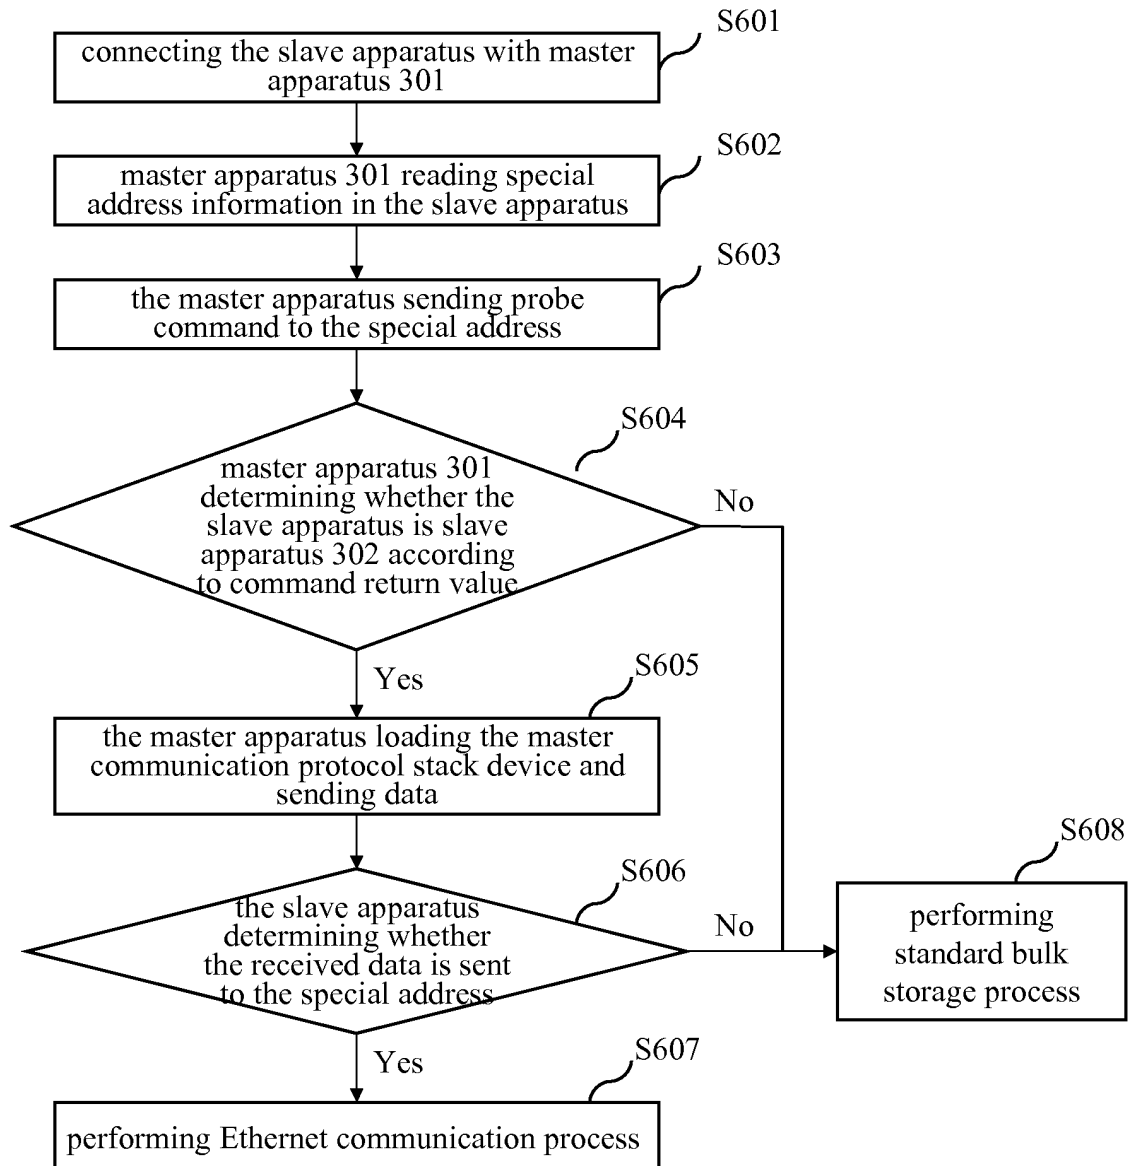 S601
connecting the slave apparatus with master
apparatus 301
S602
master apparatus 301 reading special
address information in the slave apparatus
S603
the master apparatus sending probe
command to the special address
S604
master apparatus 301
determining whether the
slave apparatus is slave
apparatus 302 according
to command return value
No
Yes
S605
the master apparatus loading the master
communication protocol stack device and
sending data
S606
the slave apparatus
determining whether
the received data is sent
to the special address
No
S608
performing
standard bulk
storage process
Yes
S607
performing Ethernet communication process